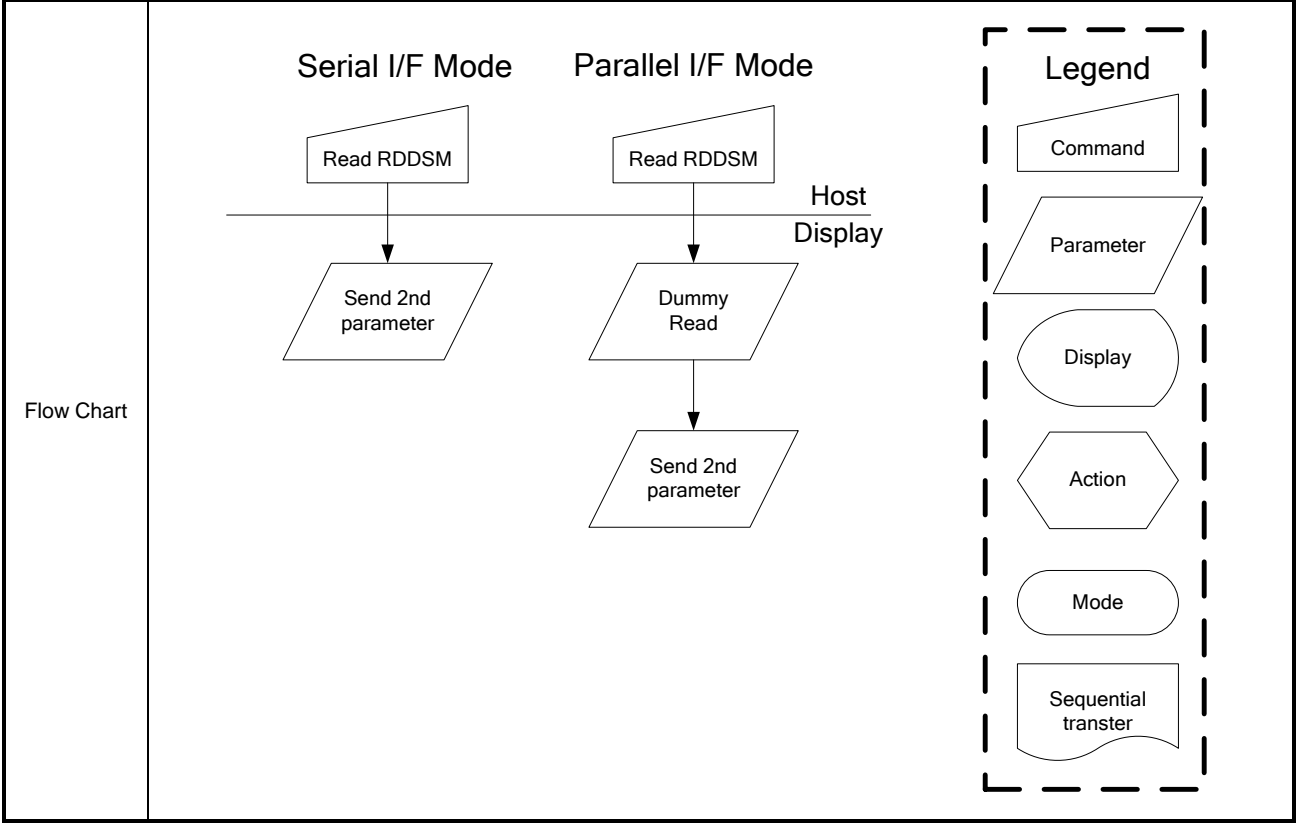 Flow Chart
Serial I/F Mode
Read RDDSM
Send 2nd
parameter
Parallel I/F Mode
Read RDDSM
Host
Display
Dummy
Read
Send 2nd
parameter
Legend
Command
Parameter
Display
Action
Mode
Sequential
transter